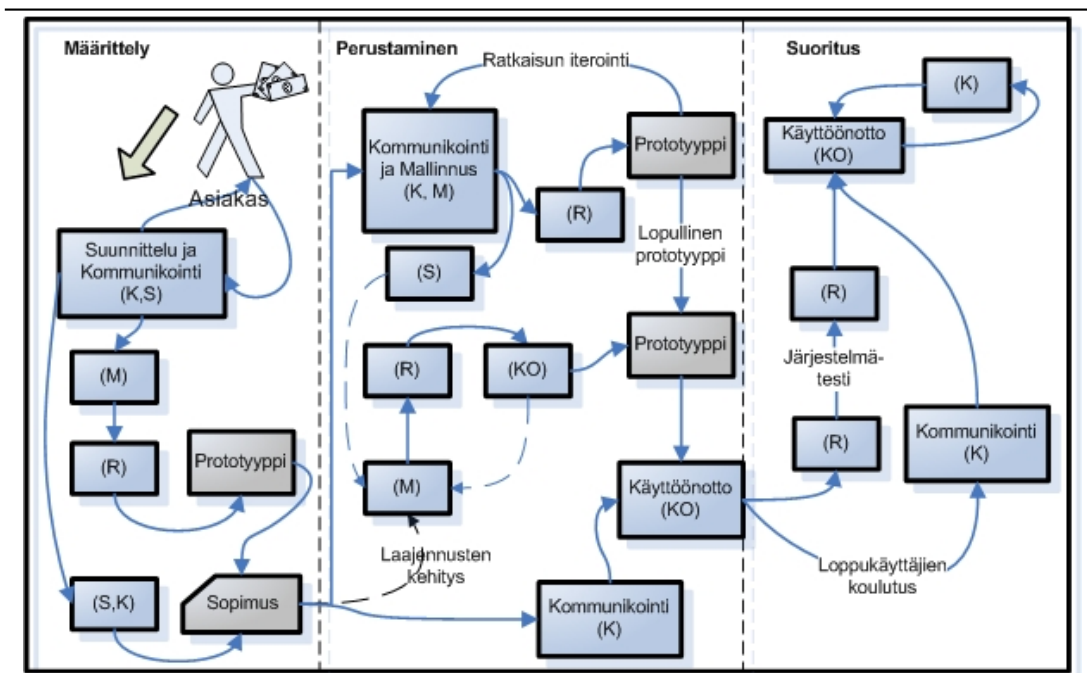 Määrittely
Asiakas
Suunnittelu ja
Kommunikointi
(K,S)
(M)
(R)
Prototyyppi
(S,K)
Sopimus
Perustaminen
Ratkaisun iterointi
Kommunikointi
ja Mallinnus
(K, M)
(R)
Prototyyppi
(S)
Lopullinen
prototyyppi
(R)
(KO)
Prototyyppi
(M)
Laajennusten
kehitys
Käyttöönotto
(KO)
Kommunikointi
(K)
Suoritus
(K)
Käyttöönotto
(KO)
(R)
Järjestelmä-
testi
(R)
Kommunikointi
(K)
Loppukäyttäjien
koulutus